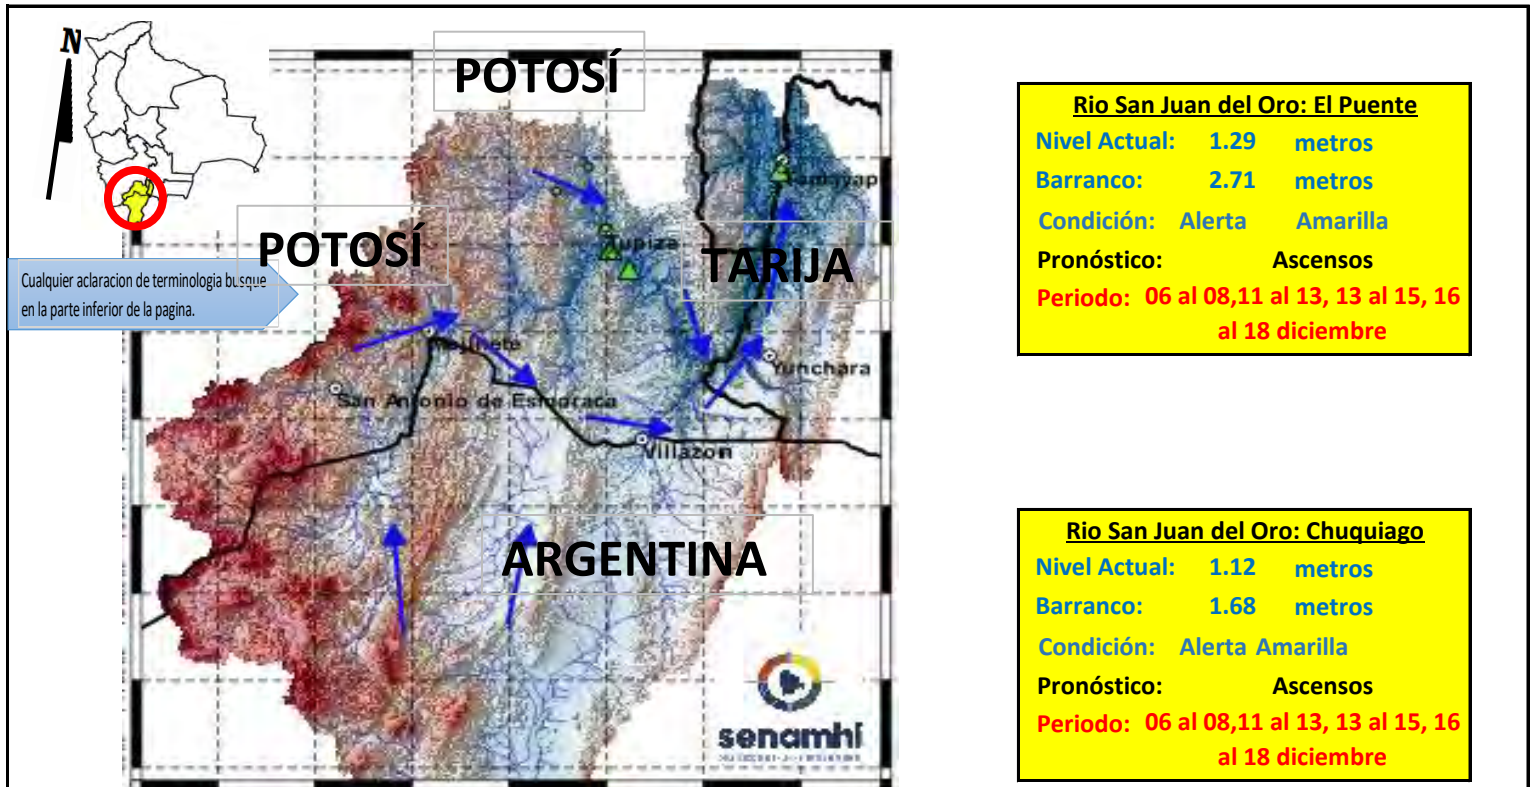 N
POTOSÍ
POTOSÍ
TARIJA
ARGENTINA
Cualquier aclaracion de terminologia busque
en la parte inferior de la pagina.
Tupiza
Yunchara
San Antonio de Esmoraca
Villazon
senamhi
Rio San Juan del Oro: El Puente
Nivel Actual: 1.29 metros
Barranco: 2.71 metros
Condición: Alerta Amarilla
Pronóstico: Ascensos
Periodo: 06 al 08,11 al 13, 13 al 15, 16
al 18 diciembre
Rio San Juan del Oro: Chuquiago
Nivel Actual: 1.12 metros
Barranco: 1.68 metros
Condición: Alerta Amarilla
Pronóstico: Ascensos
Periodo: 06 al 08,11 al 13, 13 al 15, 16
al 18 diciembre